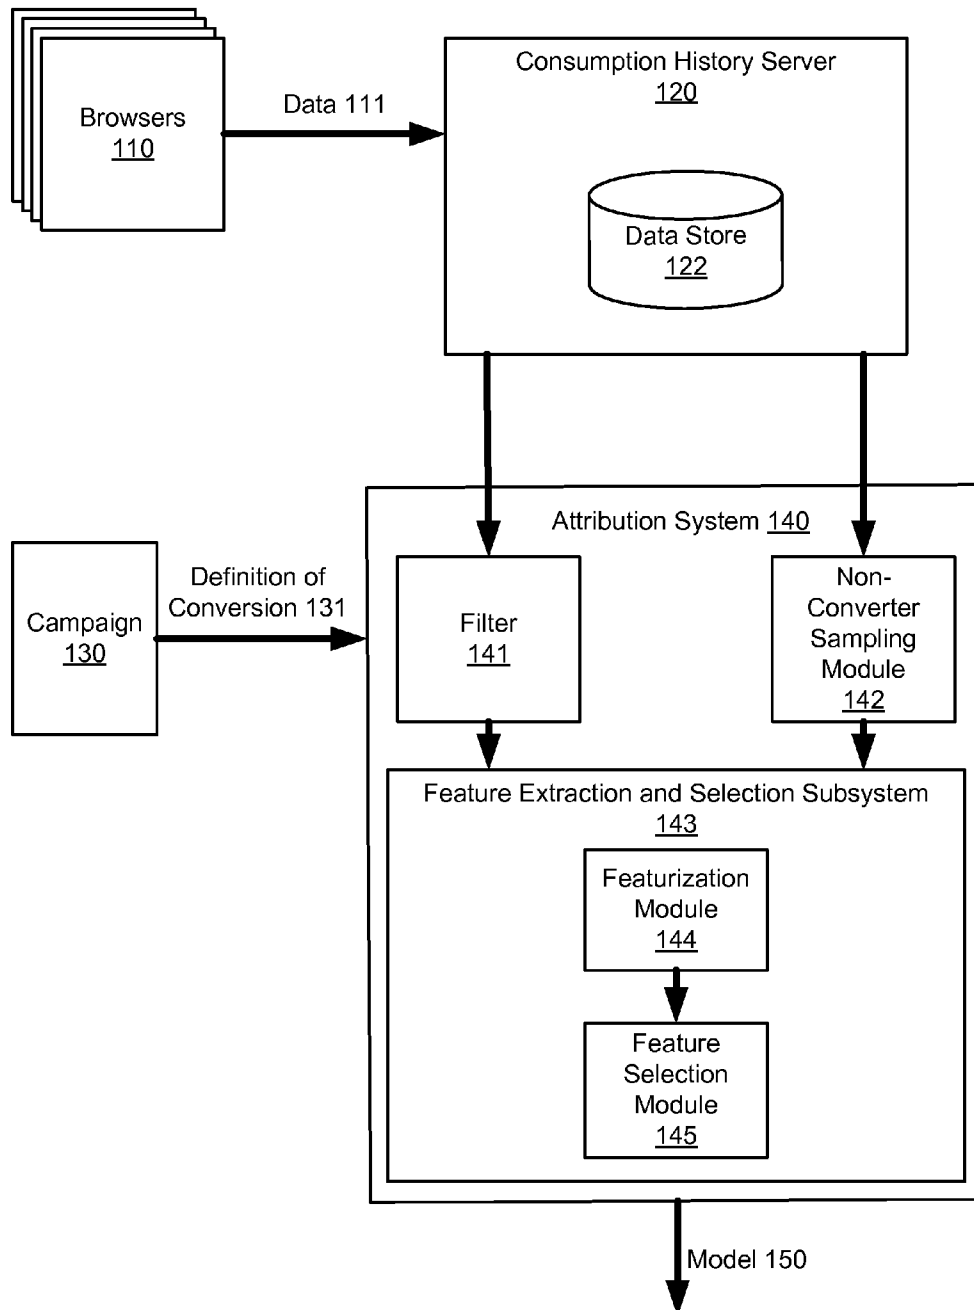 Browsers
110
Data 111
Consumption History Server
120
Data Store
122
Attribution System 140
Campaign
130
Definition of
Conversion 131
Filter
141
Non-
Converter
Sampling
Module
142
Feature Extraction and Selection Subsystem
143
Featurization
Module
144
Feature
Selection
Module
145
Model 150